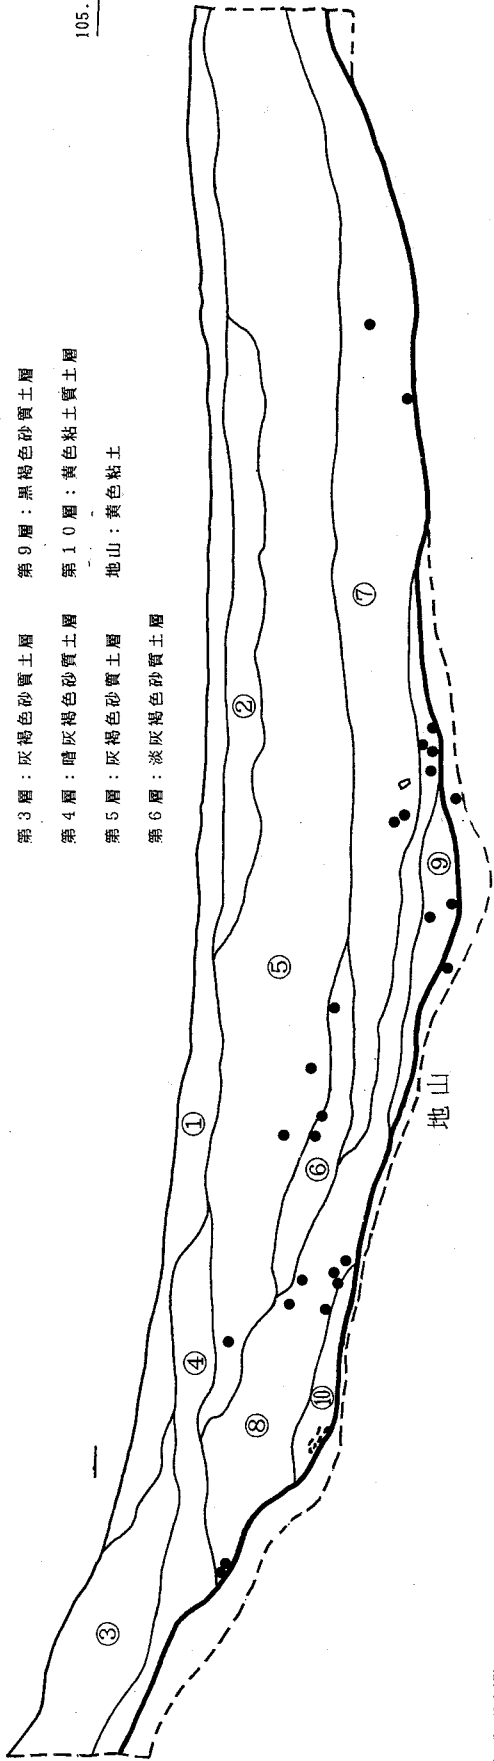 105.
第3層：灰褐色砂質土層
第4層：暗灰褐色砂質土層
第5層：灰褐色砂質土層
第6層：淡灰褐色砂質土層
第9層：黒褐色砂質土層
第10層：黄色粘土質土層
地山：黄色粘土
①
②
③
④
⑤
⑥
⑦
⑧
⑨
⑩
地山